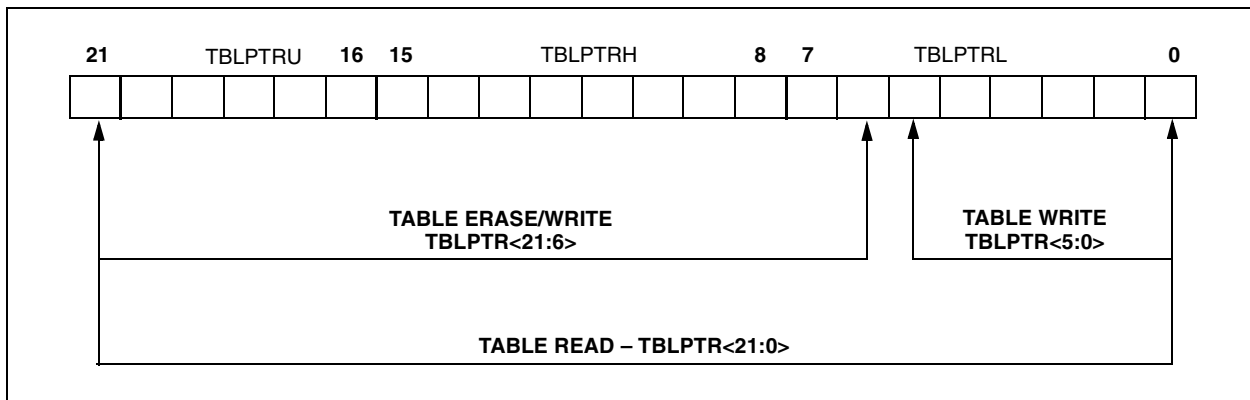 21 TBLPTRU 16 15 TBLPTRH 8 7 TBLPTRL 0
TABLE ERASE/WRITE
TBLPTR<21:6>
TABLE WRITE
TBLPTR<5:0>
TABLE READ – TBLPTR<21:0>